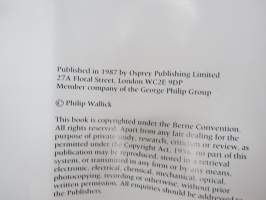 Published in 1987 by Osprey Publishing Limited
27A Floral Street, London WC2E 9DP
Member company of the George Philip Group
© Philip Wallick
This book is copyrighted under the Berne Convention.
All rights reserved. Apart from any fair dealing for the
purpose of private study, research, criticism or review, as
permitted under the Copyright Act, 1956, no part of this
publication may be reproduced, stored in a retrieval
system, or transmitted in any form or by any means,
electronic, electrical, chemical, mechanical, optical,
photocopying, recording or otherwise, without prior
written permission. All enquiries should be addressed to
the Publishers.